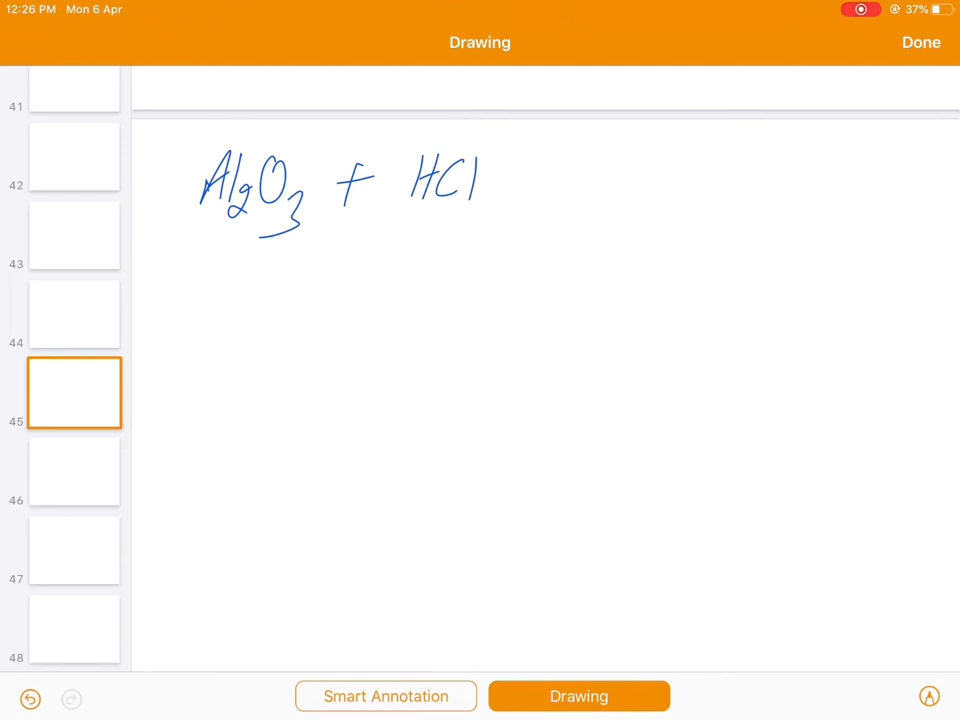 12:26 PM Mon 6 Apr
37%
Drawing
Done
41
42
43
44
45
46
47
48
Al₂O₃ + HCl
Smart Annotation
Drawing